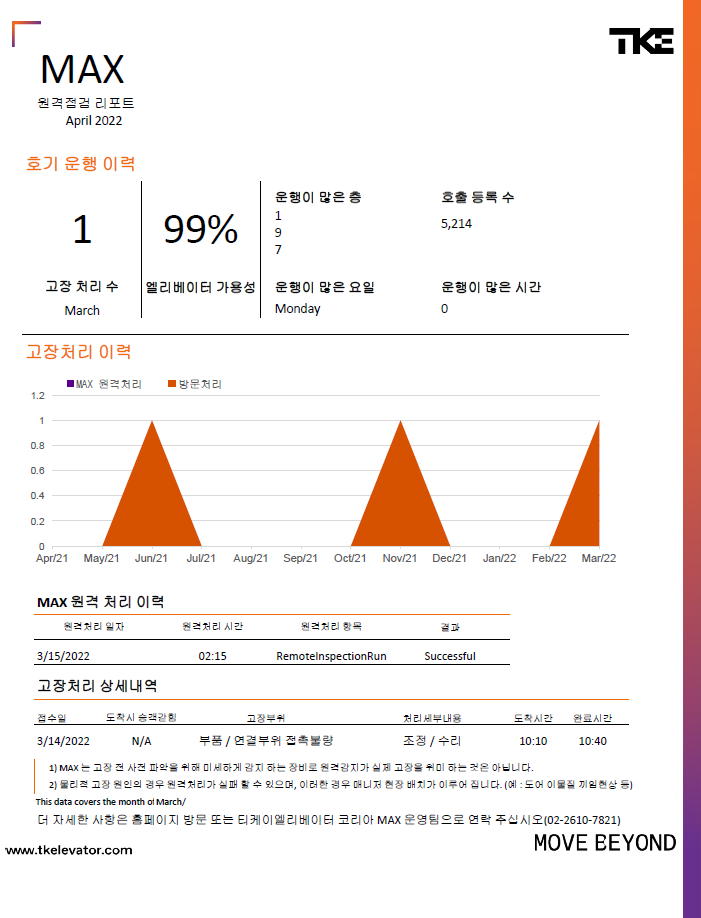 TKE
MAX
원격점검 리포트
April 2022
호기 운행 이력
1
고장 처리 수
March
99%
엘리베이터 가용성
운행이 많은 층
1
9
7
호출 등록 수
5,214
운행이 많은 요일
Monday
운행이 많은 시간
0
고장처리 이력
MAX 원격처리 방문처리
1.2
1
0.8
0.6
0.4
0.2
0
Apr/21 May/21 Jun/21 Jul/21 Aug/21 Sep/21 Oct/21 Nov/21 Dec/21 Jan/22 Feb/22 Mar/22
MAX 원격 처리 이력
원격처리 일자 원격처리 시간 원격처리 항목 결과
3/15/2022 02:15 RemoteInspectionRun Successful
고장처리 상세내역
접수일 도착시 승객갇힘 고장부위 처리세부내용 도착시간 완료시간
3/14/2022 N/A 부품 / 연결부위 접촉불량 조정 / 수리 10:10 10:40
1) MAX 는 고장 전 사전 파악을 위해 미세하게 감지 하는 장비로 원격감지가 실제 고장을 위미 하는 것은 아닙니다.
2) 물리적 고장 원인의 경우 원격처리가 실패 할 수 있으며, 이러한 경우 매니저 현장 배치가 이루어 집니다. (예 : 도어 이물질 끼임현상 등)
This data covers the month of March/
더 자세한 사항은 홈페이지 방문 또는 티케이엘리베이터 코리아 MAX 운영팀으로 연락 주십시오(02-2610-7821)
MOVE BEYOND
www.tkelevator.com